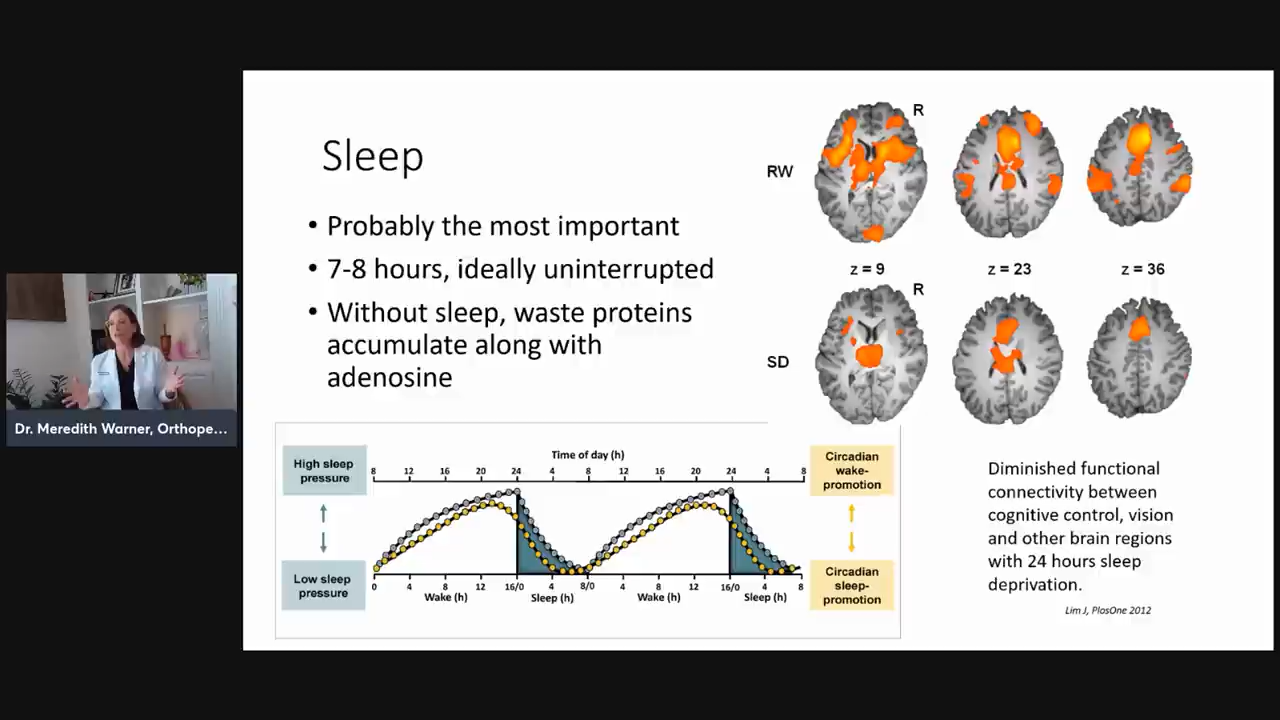 Sleep
• Probably the most important
• 7-8 hours, ideally uninterrupted
• Without sleep, waste proteins
accumulate along with
adenosine
R
RW
z = 9
z = 23
z = 36
R
SD
Dr. Meredith Warner, Orthope...
Time of day (h)
8 12 16 20 24 4 8 12 16 20 24 4 8
High sleep
pressure
Low sleep
pressure
Circadian
wake-
promotion
Circadian
sleep-
promotion
0 4 8 12 16/0 4 8/0 4 8 12 16/0 4 8
Wake (h) Sleep (h) Wake (h) Sleep (h)
Diminished functional
connectivity between
cognitive control, vision
and other brain regions
with 24 hours sleep
deprivation.
Lim J, PlosOne 2012